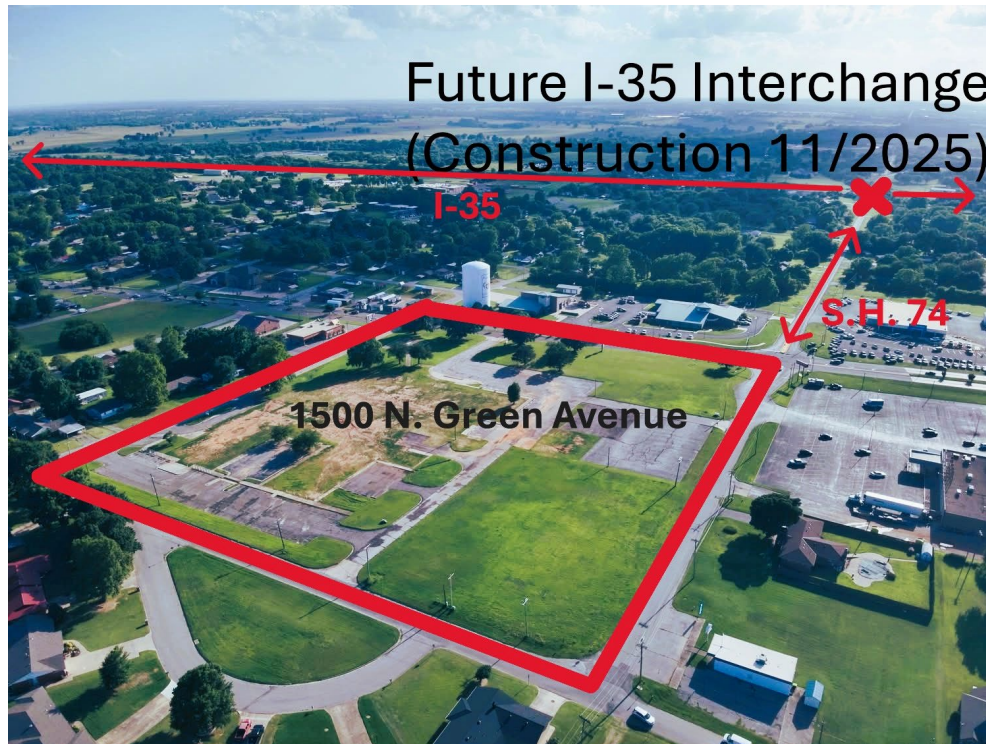 Future I-35 Interchange
(Construction 11/2025)
I-35
S.H. 74
1500 N. Green Avenue